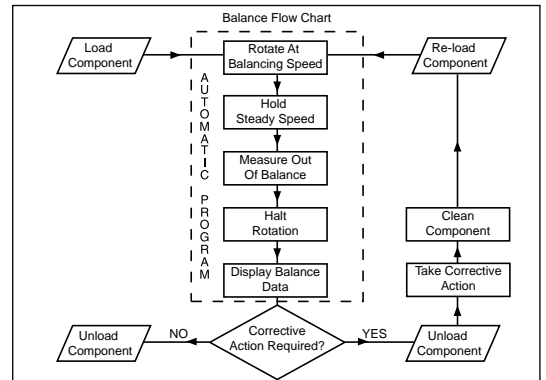 Balance Flow Chart
Load
Component
Rotate At
Balancing Speed
Re-load
Component
AUTOMATIC PROGRAM
Hold
Steady Speed
Measure Out
Of Balance
Halt
Rotation
Clean
Component
Display Balance
Data
Take Corrective
Action
Unload
Component
NO
Corrective
Action Required?
YES
Unload
Component